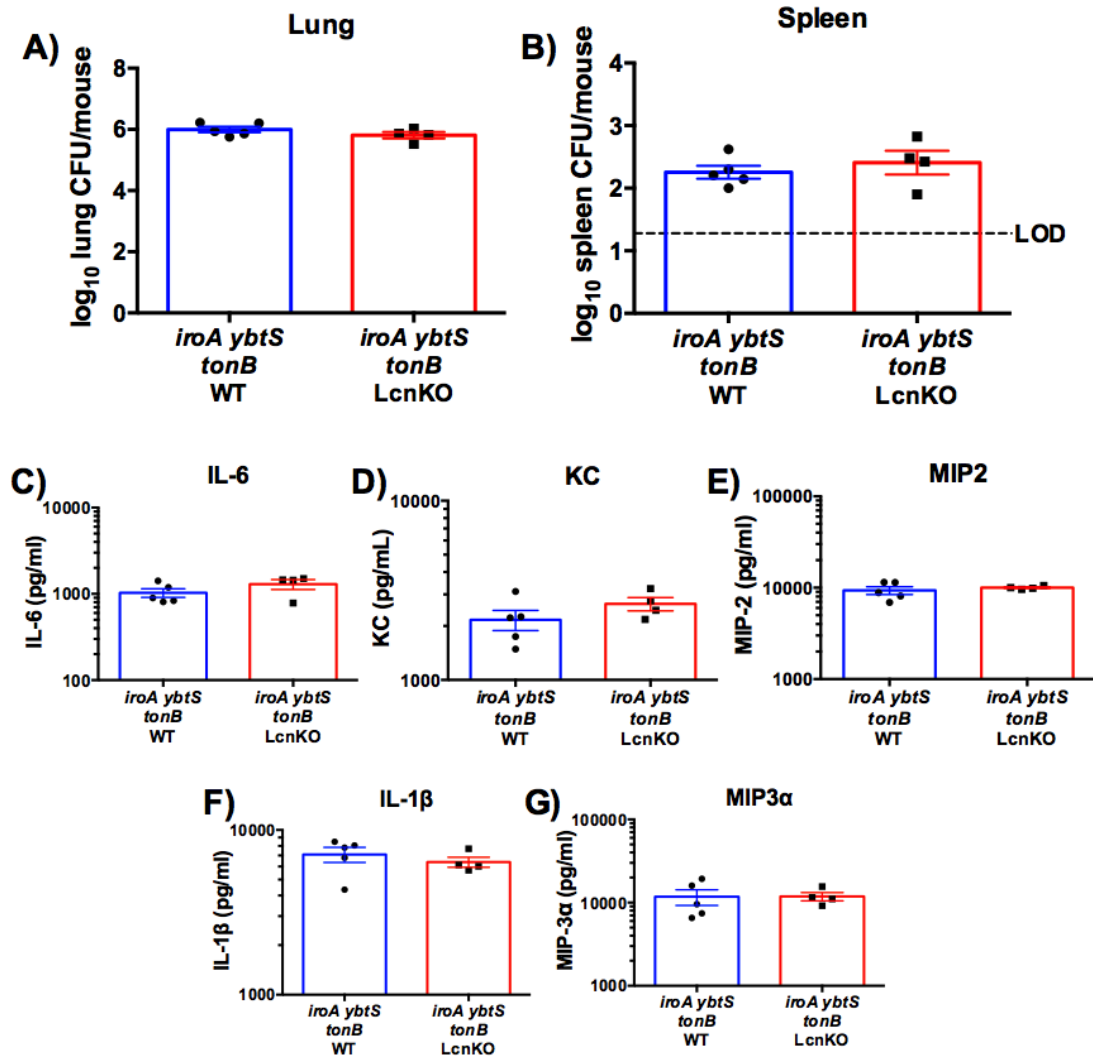 A)
Lung
log10 lung CFU/mouse
8
6
4
2
0
iroA ybtS
tonB
WT
iroA ybtS
tonB
LcnKO
B)
Spleen
log10 spleen CFU/mouse
4
3
2
1
0
LOD
iroA ybtS
tonB
WT
iroA ybtS
tonB
LcnKO
C)
IL-6
IL-6 (pg/ml)
10000
1000
100
iroA ybtS
tonB
WT
iroA ybtS
tonB
LcnKO
D)
KC
KC (pg/mL)
10000
1000
iroA ybtS
tonB
WT
iroA ybtS
tonB
LcnKO
E)
MIP2
MIP-2 (pg/ml)
100000
10000
1000
iroA ybtS
tonB
WT
iroA ybtS
tonB
LcnKO
F)
IL-1β
IL-1β (pg/ml)
10000
1000
iroA ybtS
tonB
WT
iroA ybtS
tonB
LcnKO
G)
MIP3α
MIP-3α (pg/ml)
100000
10000
1000
iroA ybtS
tonB
WT
iroA ybtS
tonB
LcnKO